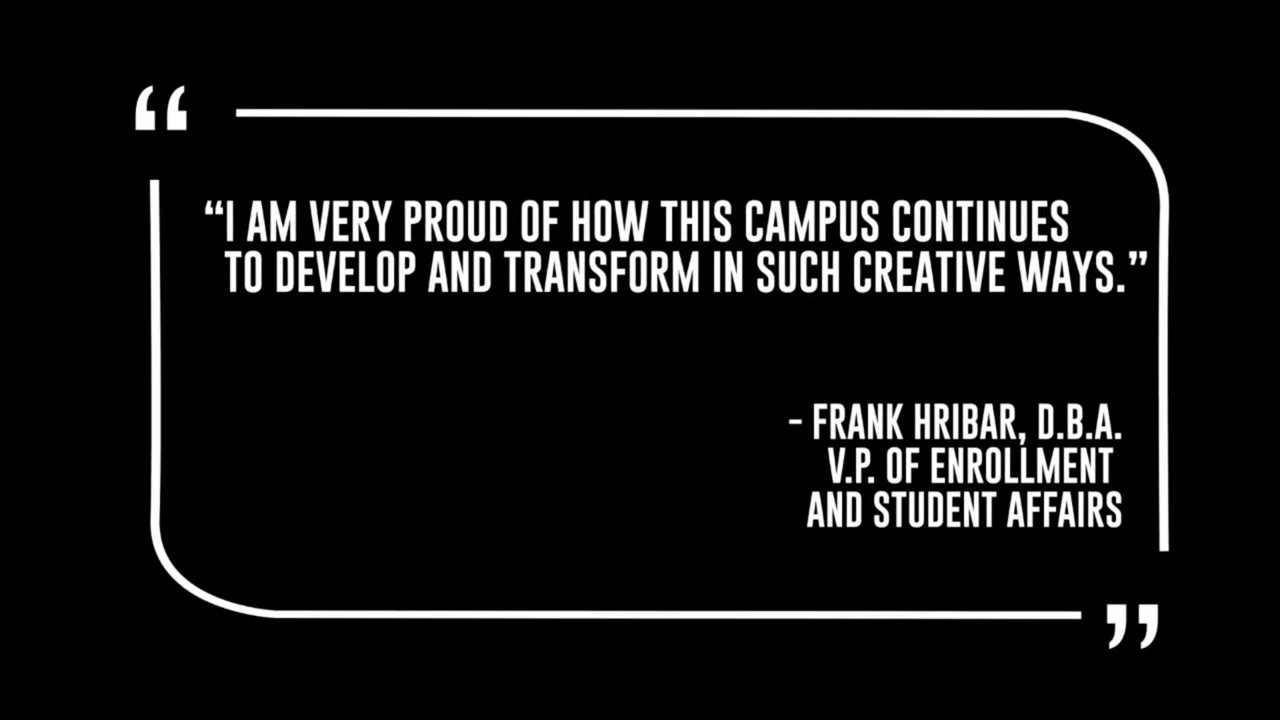 “I AM VERY PROUD OF HOW THIS CAMPUS CONTINUES
TO DEVELOP AND TRANSFORM IN SUCH CREATIVE WAYS.”
- FRANK HRIBAR, D.B.A.
V.P. OF ENROLLMENT
AND STUDENT AFFAIRS